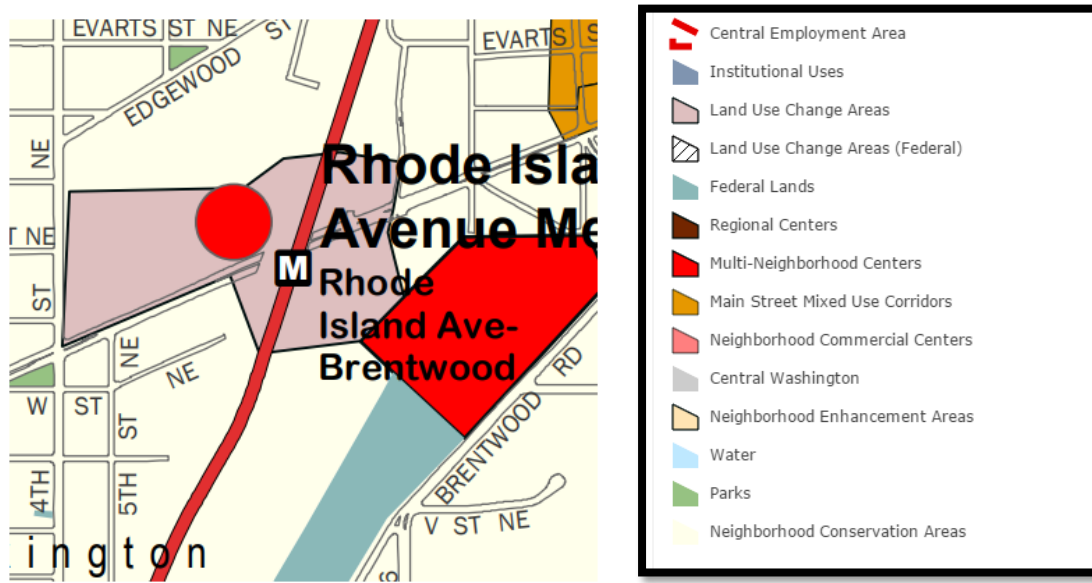 EVARTS ST NE
ST
EDGEWOOD
EVARTS S
NE
Rhode Isla
Avenue Me
T NE
M
Rhode
Island Ave-
Brentwood
ST
NE
NE
W ST
RD
BRENTWOOD
4TH
5TH
ST
V ST NE
ington
Central Employment Area
Institutional Uses
Land Use Change Areas
Land Use Change Areas (Federal)
Federal Lands
Regional Centers
Multi-Neighborhood Centers
Main Street Mixed Use Corridors
Neighborhood Commercial Centers
Central Washington
Neighborhood Enhancement Areas
Water
Parks
Neighborhood Conservation Areas